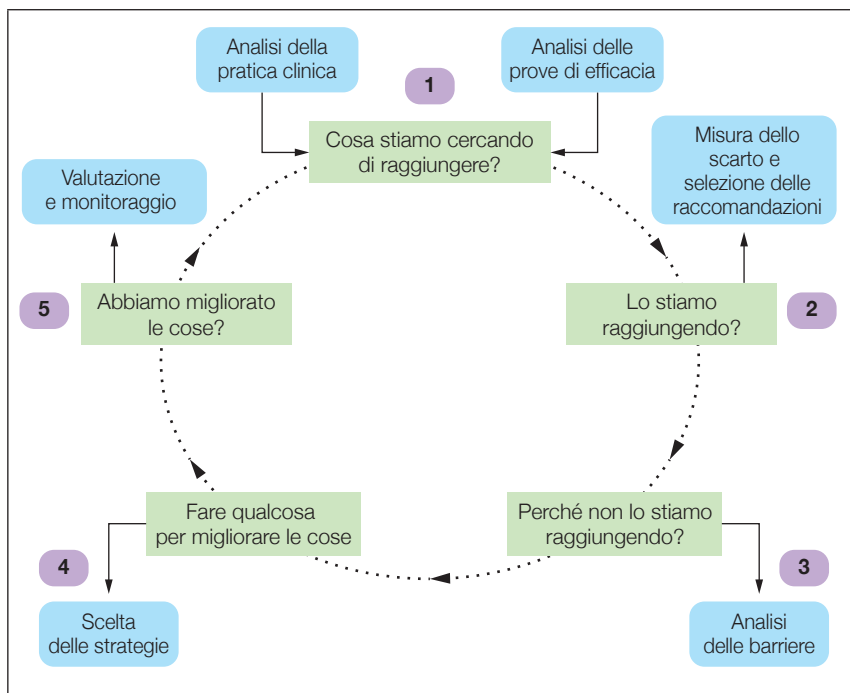 Analisi della
pratica clinica
1
Analisi delle
prove di efficacia
Cosa stiamo cercando
di raggiungere?
Misura dello
scarto e
selezione delle
raccomandazioni
Valutazione
e monitoraggio
5
Abbiamo migliorato
le cose?
Lo stiamo
raggiungendo?
2
Fare qualcosa
per migliorare le cose
Perché non lo stiamo
raggiungendo?
4
3
Scelta
delle strategie
Analisi
delle barriere